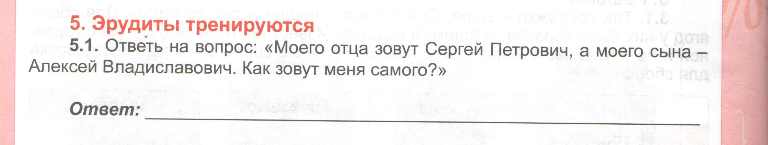 5. Эрудиты тренируются
5.1. Ответь на вопрос: «Моего отца зовут Сергей Петрович, а моего сына –
Алексей Владиславович. Как зовут меня самого?»
Ответ: